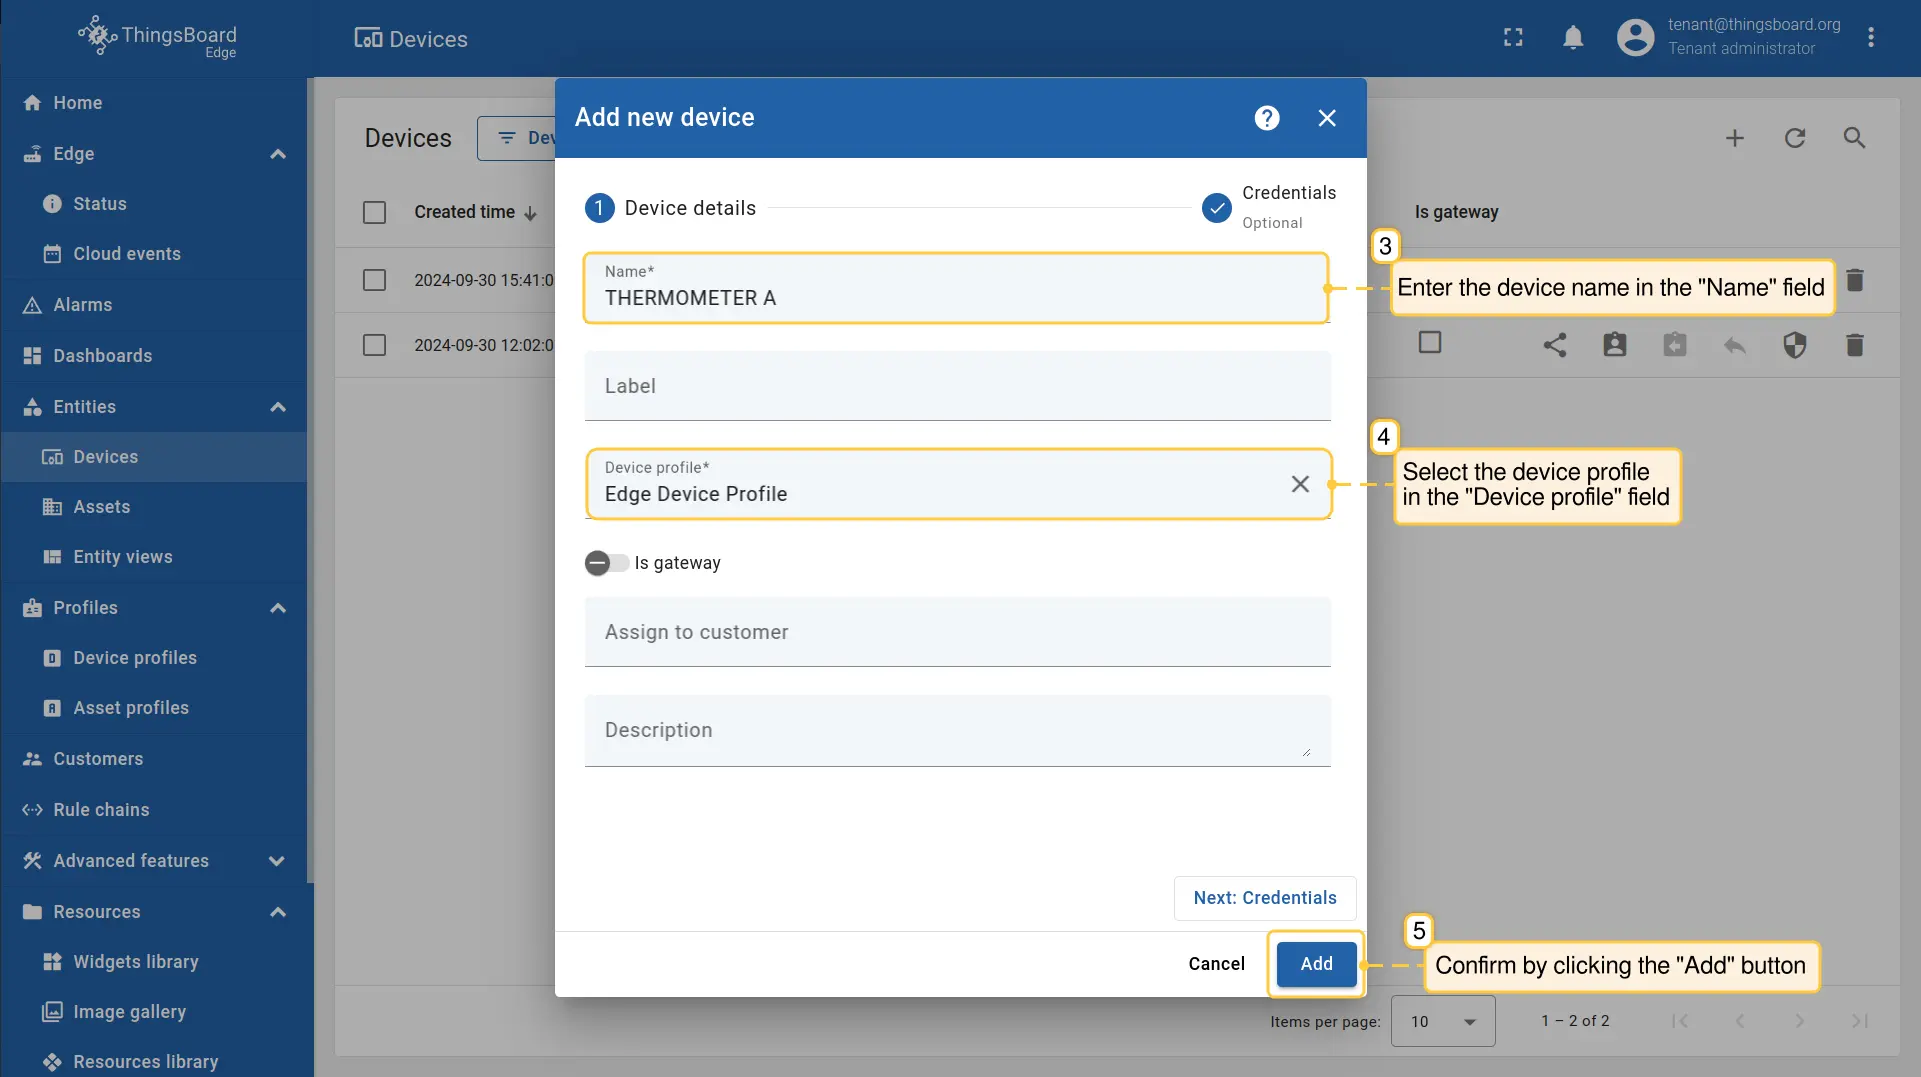 ThingsBoard
Edge
Devices
tenant@thingsboard.org
Tenant administrator
Home
Edge
Status
Cloud events
Alarms
Dashboards
Entities
Devices
Assets
Entity views
Profiles
Device profiles
Asset profiles
Customers
Rule chains
Advanced features
Resources
Widgets library
Image gallery
Resources library
Devices
Created time
Is gateway
2024-09-30 15:41:0
2024-09-30 12:02:0
Add new device
1 Device details
Credentials
Optional
Name*
THERMOMETER A
Label
Device profile*
Edge Device Profile
Is gateway
Assign to customer
Description
Next: Credentials
Cancel
Add
3
Enter the device name in the "Name" field
4
Select the device profile
in the "Device profile" field
5
Confirm by clicking the "Add" button
Items per page:
10
1 – 2 of 2